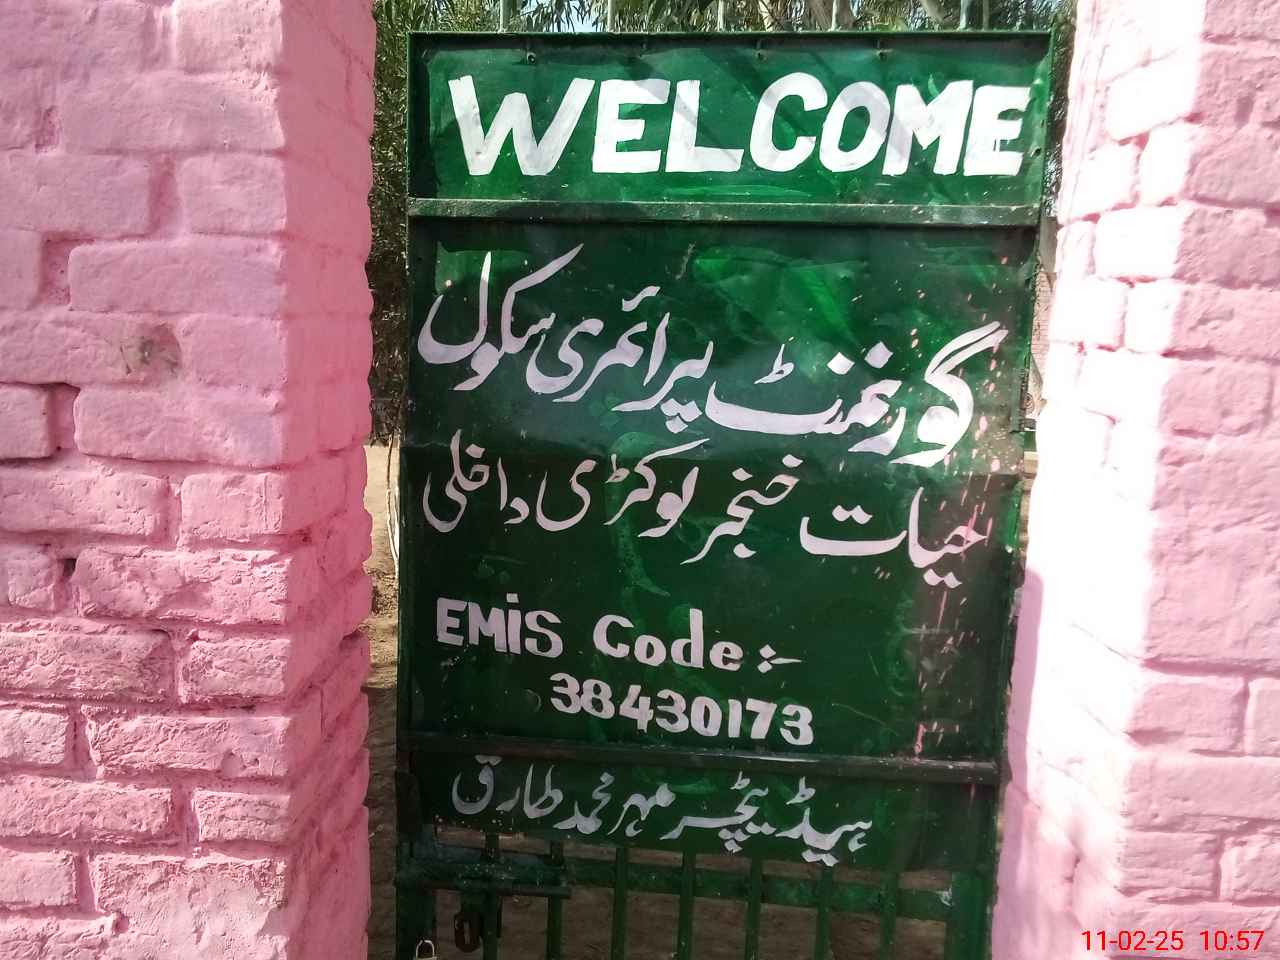 WELCOME
گورنمنٹ پرائمری سکول
حیات خنجر نوکڑی داخلی
EMiS Code:-
38430173
ہیڈ ٹیچر مہر محمد طارق
11-02-25 10:57